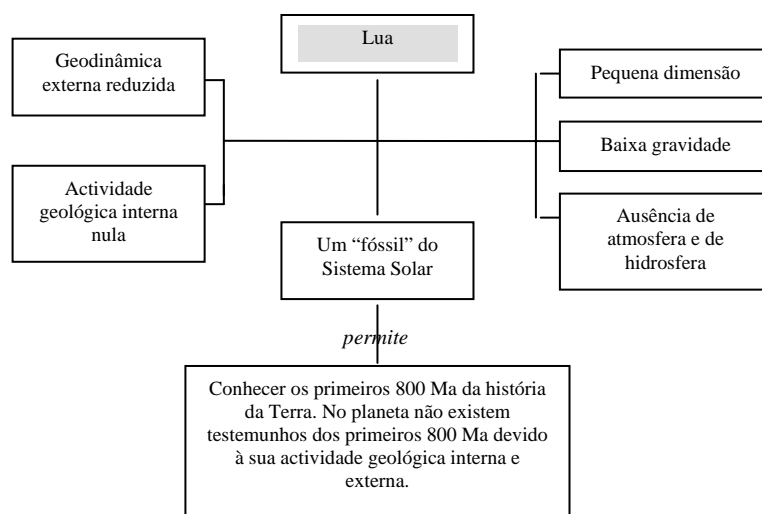 Lua
Geodinâmica
externa reduzida
Actividade
geológica interna
nula
Pequena dimensão
Baixa gravidade
Ausência de
atmosfera e de
hidrosfera
Um “fóssil” do
Sistema Solar
permite
Conhecer os primeiros 800 Ma da história
da Terra. No planeta não existem
testemunhos dos primeiros 800 Ma devido
à sua actividade geológica interna e
externa.